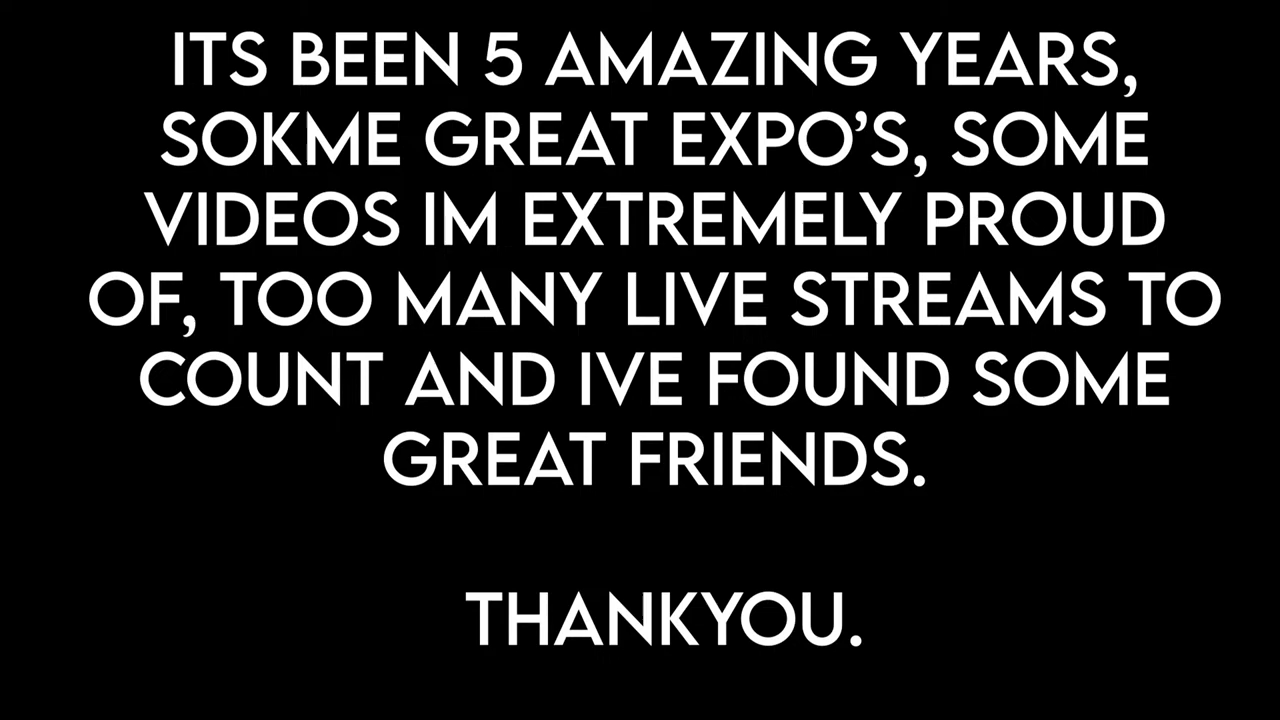 ITS BEEN 5 AMAZING YEARS,
SOKME GREAT EXPO’S, SOME
VIDEOS IM EXTREMELY PROUD
OF, TOO MANY LIVE STREAMS TO
COUNT AND IVE FOUND SOME
GREAT FRIENDS.
THANKYOU.